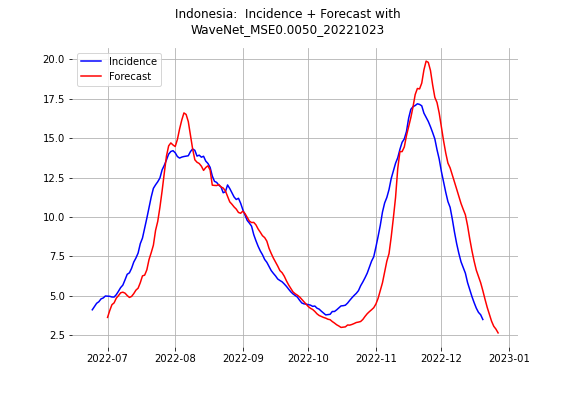 Indonesia:  Incidence + Forecast with
WaveNet_MSE0.0050_20221023
Incidence
Forecast
20.0
17.5
15.0
12.5
10.0
7.5
5.0
2.5
2022-07 2022-08 2022-09 2022-10 2022-11 2022-12 2023-01